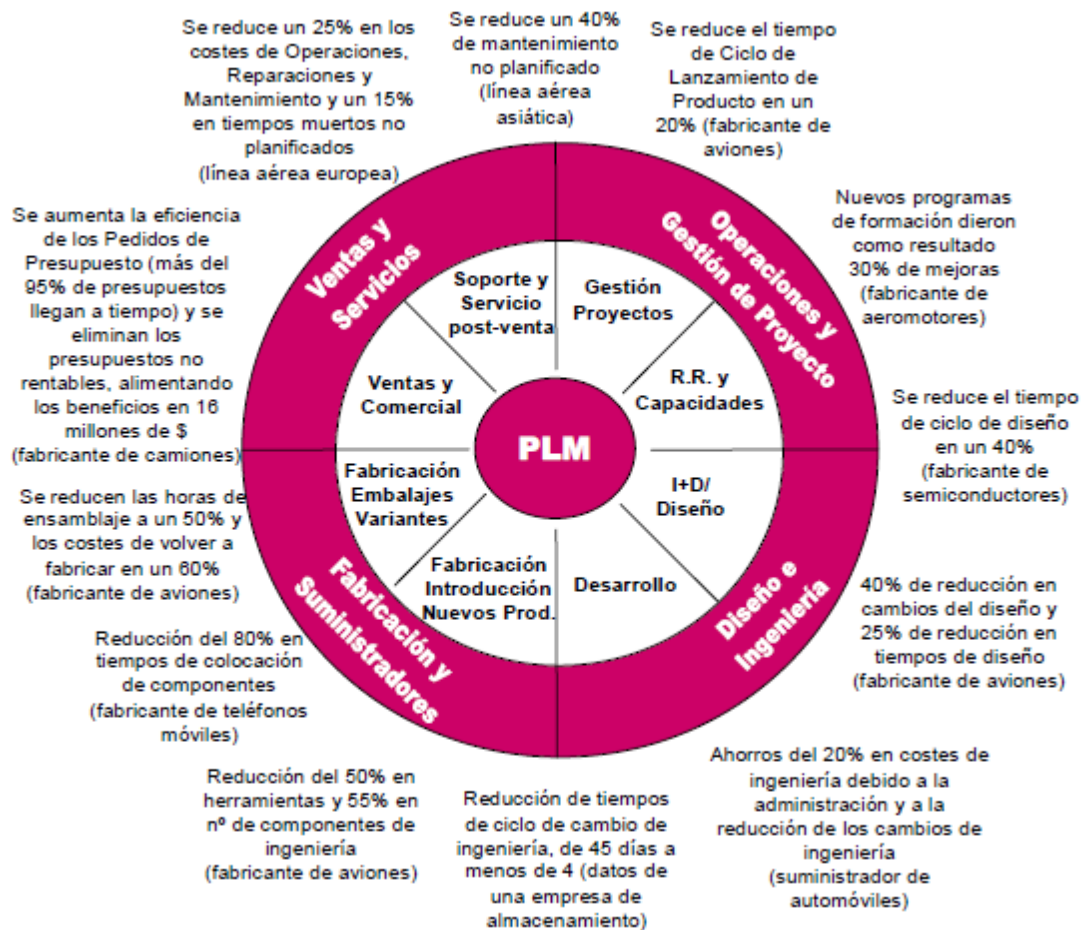 Se reduce un 25% en los
costes de Operaciones,
Reparaciones y
Mantenimiento y un 15%
en tiempos muertos no
planificados
(línea aérea europea)
Se reduce un 40%
de mantenimiento
no planificado
(línea aérea
asiática)
Se reduce el tiempo
de Ciclo de
Lanzamiento de
Producto en un
20% (fabricante de
aviones)
Nuevos programas
de formación dieron
como resultado
30% de mejoras
(fabricante de
aeromotores)
Se reduce el tiempo
de ciclo de diseño
en un 40%
(fabricante de
semiconductores)
40% de reducción en
cambios del diseño y
25% de reducción en
tiempos de diseño
(fabricante de aviones)
Ahorros del 20% en costes de
ingeniería debido a la
administración y a la
reducción de los cambios de
ingeniería
(suministrador de
automóviles)
Reducción de tiempos
de ciclo de cambio de
ingeniería, de 45 días a
menos de 4 (datos de
una empresa de
almacenamiento)
Reducción del 50% en
herramientas y 55% en
nº de componentes de
ingeniería
(fabricante de aviones)
Reducción del 80% en
tiempos de colocación
de componentes
(fabricante de teléfonos
móviles)
Se reducen las horas de
ensamblaje a un 50% y
los costes de volver a
fabricar en un 60%
(fabricante de aviones)
Se aumenta la eficiencia
de los Pedidos de
Presupuesto (más del
95% de presupuestos
llegan a tiempo) y se
eliminan los
presupuestos no
rentables, alimentando
los beneficios en 16
millones de $
(fabricante de camiones)
Ventas y
Servicios
Operaciones y
Gestión de Proyecto
Diseño e
Ingeniería
Fabricación y
Suministradores
Soporte y
Servicio
post-venta
Gestión
Proyectos
R.R. y
Capacidades
I+D/
Diseño
Desarrollo
Fabricación
Introducción
Nuevos Prod.
Fabricación
Embalajes
Variantes
Ventas y
Comercial
PLM